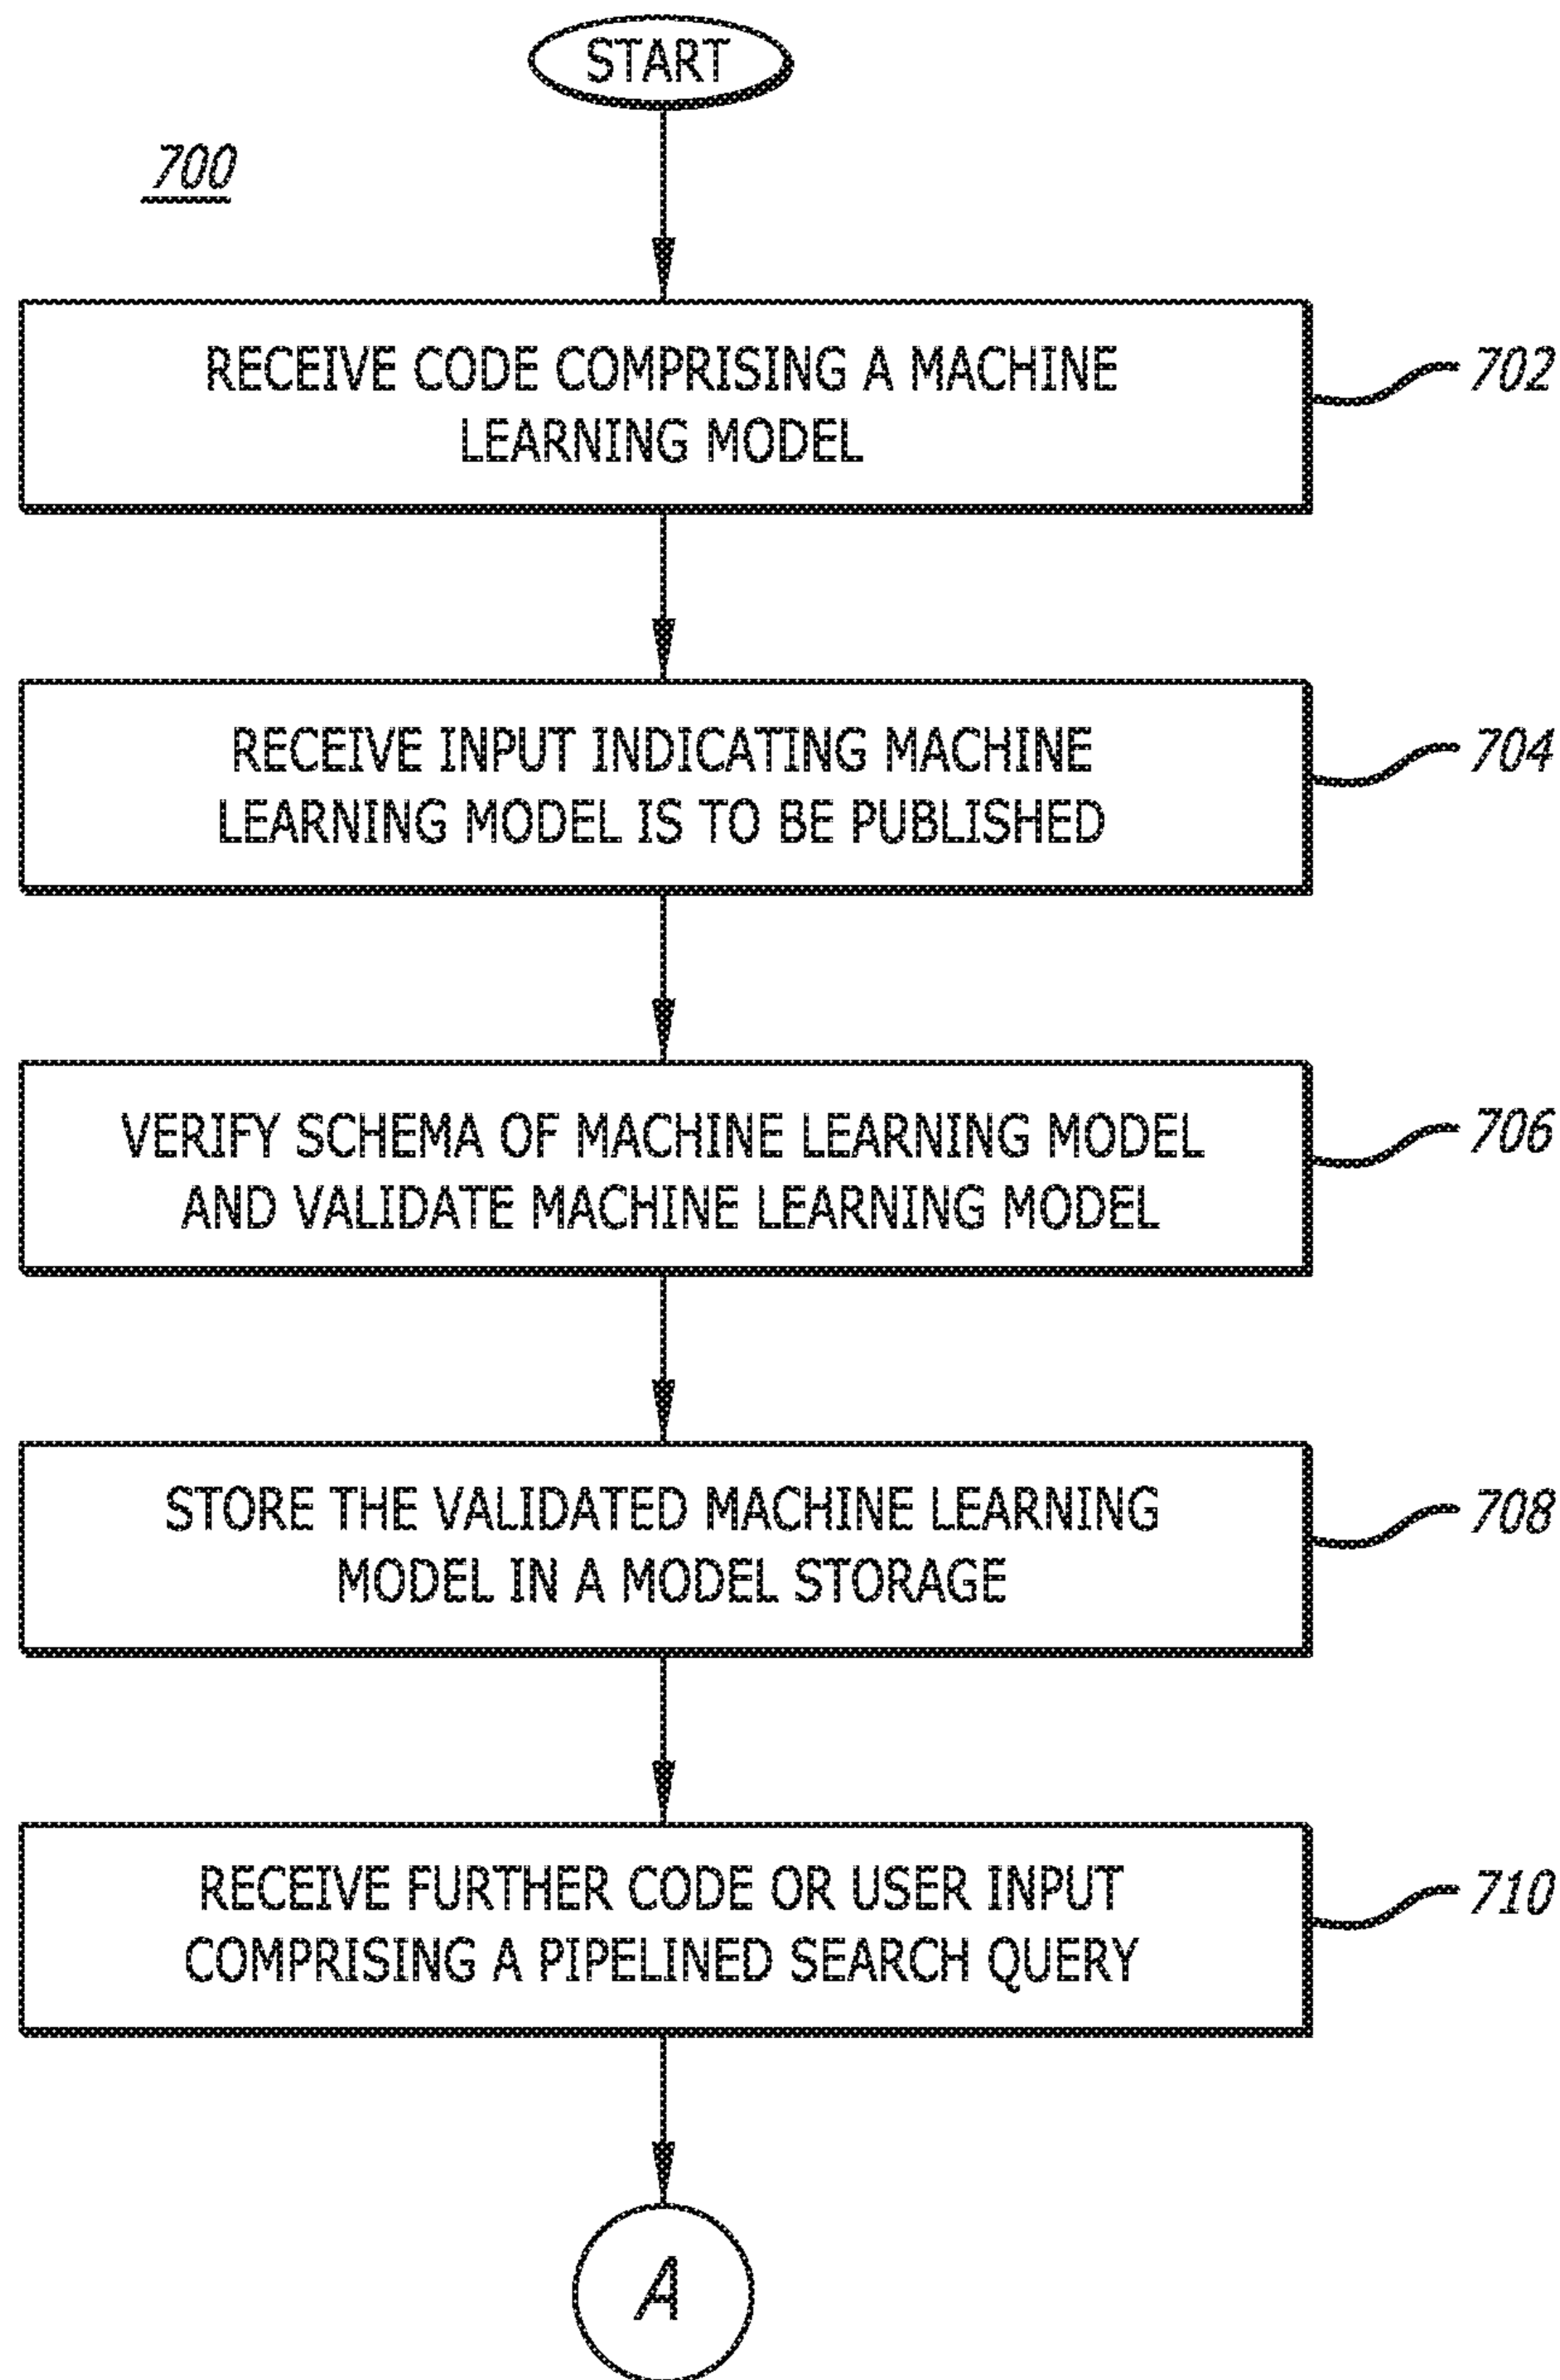 START
700
RECEIVE CODE COMPRISING A MACHINE
LEARNING MODEL
702
RECEIVE INPUT INDICATING MACHINE
LEARNING MODEL IS TO BE PUBLISHED
704
VERIFY SCHEMA OF MACHINE LEARNING MODEL
AND VALIDATE MACHINE LEARNING MODEL
706
STORE THE VALIDATED MACHINE LEARNING
MODEL IN A MODEL STORAGE
708
RECEIVE FURTHER CODE OR USER INPUT
COMPRISING A PIPELINED SEARCH QUERY
710
A